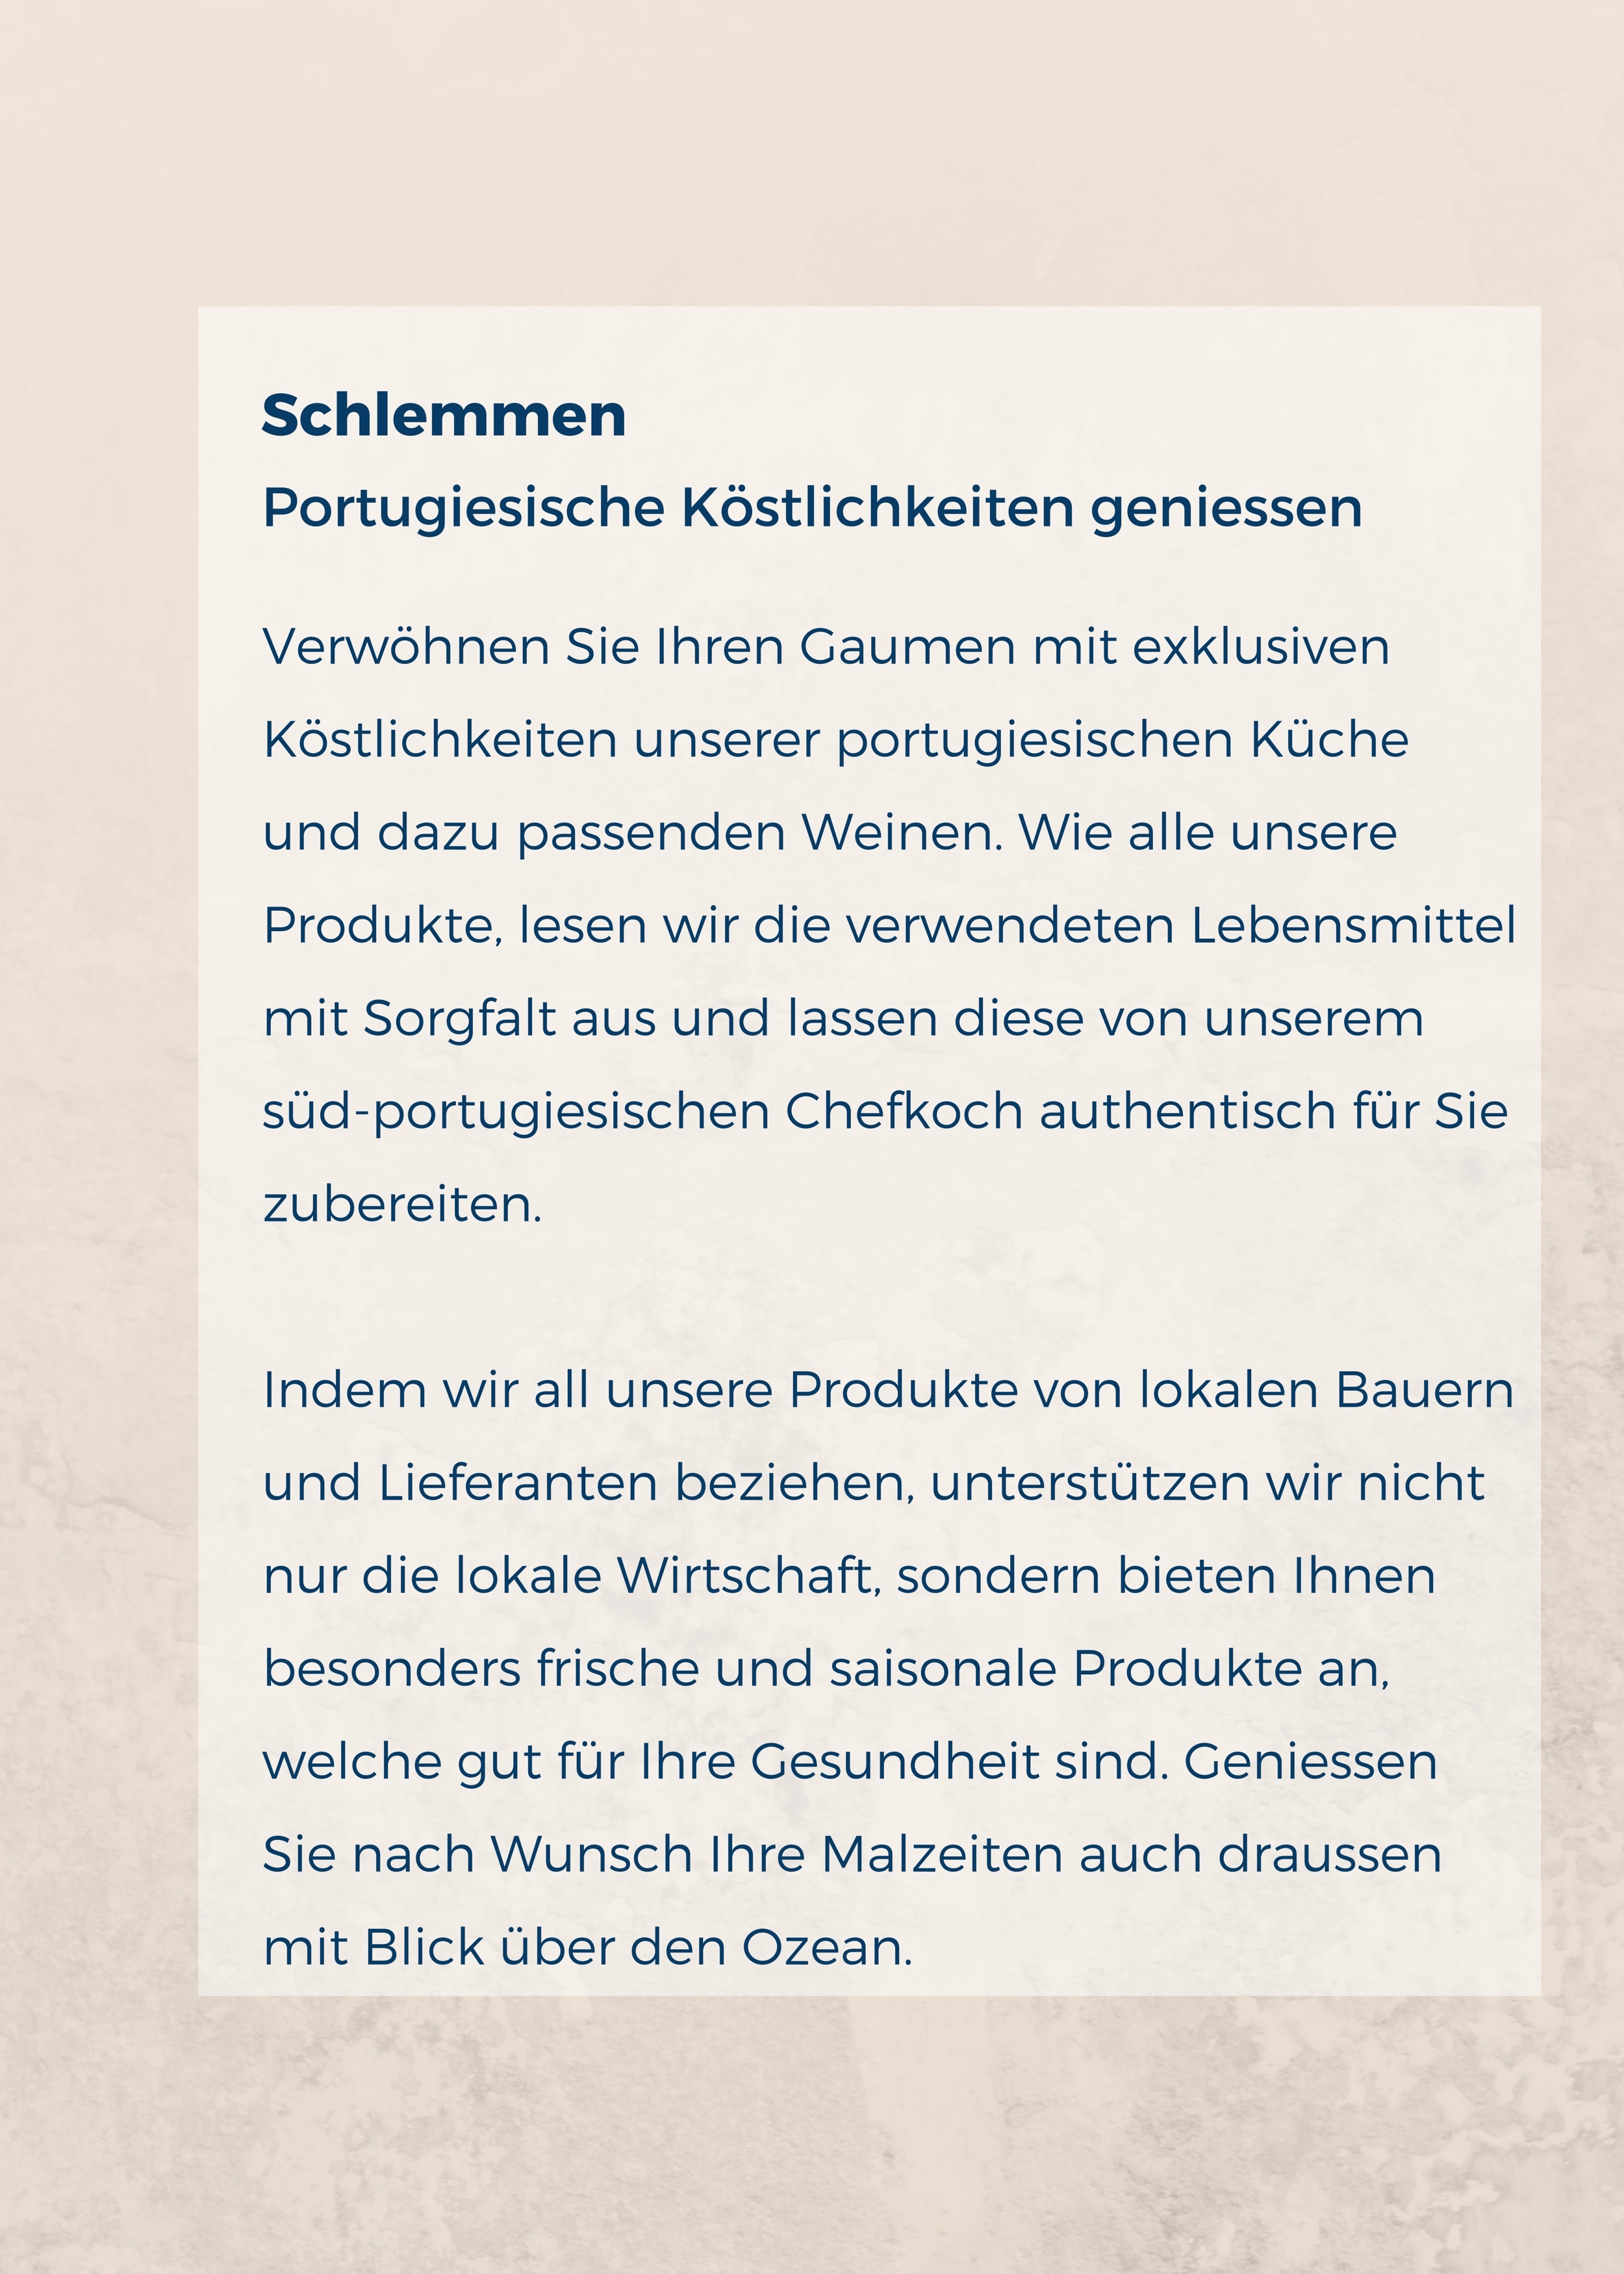 Schlemmen
Portugiesische Köstlichkeiten geniessen
Verwöhnen Sie Ihren Gaumen mit exklusiven
Köstlichkeiten unserer portugiesischen Küche
und dazu passenden Weinen. Wie alle unsere
Produkte, lesen wir die verwendeten Lebensmittel
mit Sorgfalt aus und lassen diese von unserem
süd-portugiesischen Chefkoch authentisch für Sie
zubereiten.
Indem wir all unsere Produkte von lokalen Bauern
und Lieferanten beziehen, unterstützen wir nicht
nur die lokale Wirtschaft, sondern bieten Ihnen
besonders frische und saisonale Produkte an,
welche gut für Ihre Gesundheit sind. Geniessen
Sie nach Wunsch Ihre Malzeiten auch draussen
mit Blick über den Ozean.